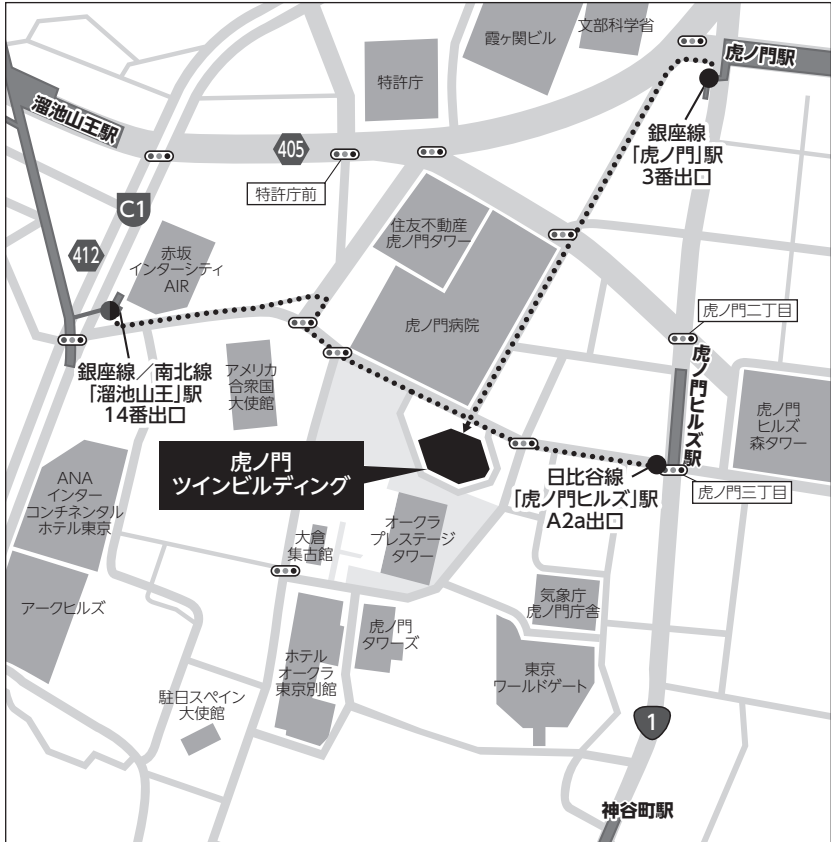 霞ヶ関ビル
文部科学省
虎ノ門駅
特許庁
溜池山王駅
銀座線
「虎ノ門」駅
3番出口
405
特許庁前
C1
住友不動産
虎ノ門タワー
412
赤坂
インターシティ
AIR
虎ノ門病院
虎ノ門二丁目
銀座線／南北線
「溜池山王」駅
14番出口
アメリカ
合衆国
大使館
虎ノ門ヒルズ駅
虎ノ門
ヒルズ
森タワー
虎ノ門
ツインビルディング
日比谷線
「虎ノ門ヒルズ」駅
A2a出口
虎ノ門三丁目
ANA
インター
コンチネンタル
ホテル東京
大倉
集古館
オークラ
プレステージ
タワー
アークヒルズ
気象庁
虎ノ門庁舎
虎ノ門
タワーズ
ホテル
オークラ
東京別館
東京
ワールドゲート
駐日スペイン
大使館
1
神谷町駅